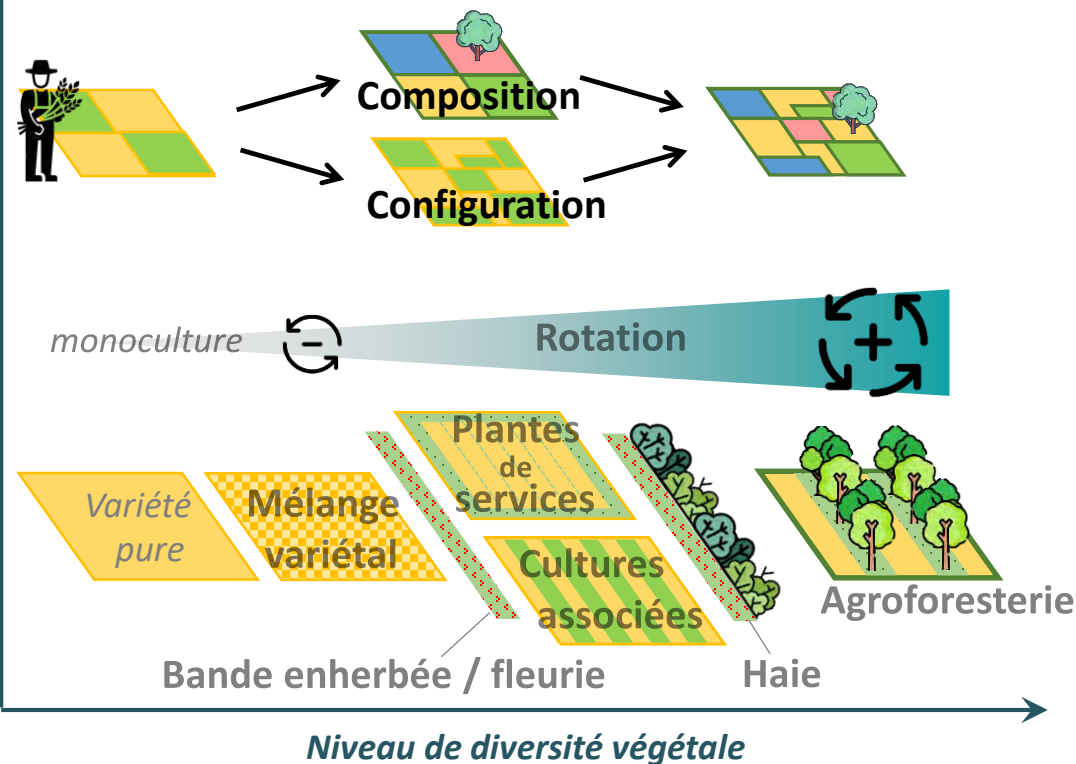 Composition
Configuration
monoculture
-
Rotation
+
Variété
pure
Mélange
variétal
Plantes
de
services
Cultures
associées
Agroforesterie
Bande enherbée / fleurie
Haie
Niveau de diversité végétale